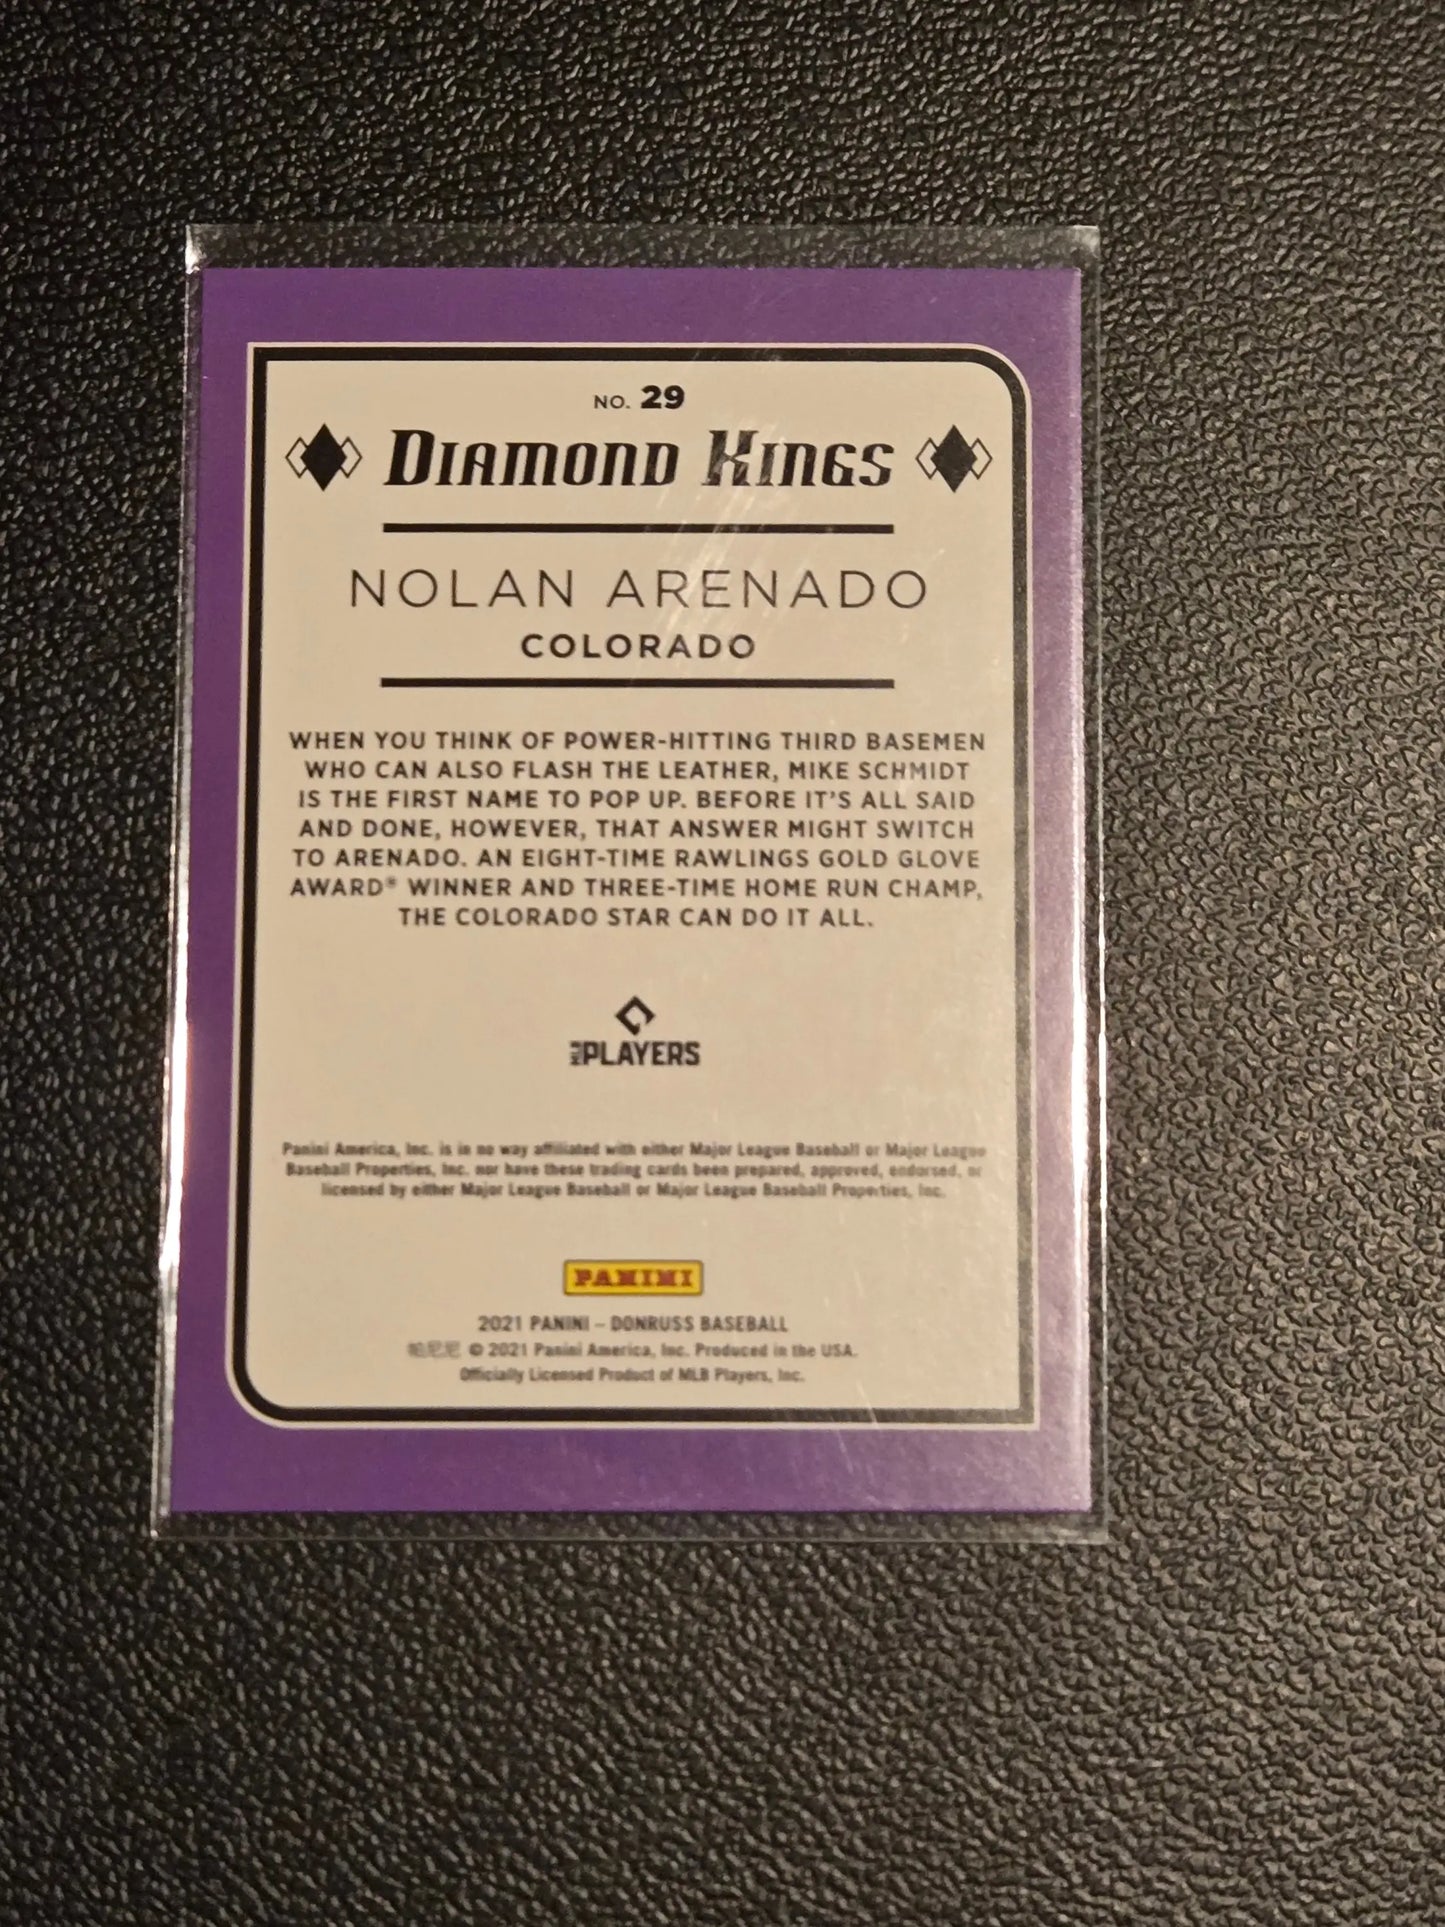 NO. 29
DIAMOND KINGS
NOLAN ARENADO
COLORADO
WHEN YOU THINK OF POWER-HITTING THIRD BASEMEN
WHO CAN ALSO FLASH THE LEATHER, MIKE SCHMIDT
IS THE FIRST NAME TO POP UP. BEFORE IT'S ALL SAID
AND DONE, HOWEVER, THAT ANSWER MIGHT SWITCH
TO ARENADO. AN EIGHT-TIME RAWLINGS GOLD GLOVE
AWARD® WINNER AND THREE-TIME HOME RUN CHAMP,
THE COLORADO STAR CAN DO IT ALL.
MLB PLAYERS
Panini America, Inc. is in no way affiliated with either Major League Baseball or Major League
Baseball Properties, Inc. nor have these trading cards been prepared, approved, endorsed, or
licensed by either Major League Baseball or Major League Baseball Properties, Inc.
PANINI
2021 PANINI – DONRUSS BASEBALL
帕尼尼 © 2021 Panini America, Inc. Produced in the USA.
Officially Licensed Product of MLB Players, Inc.